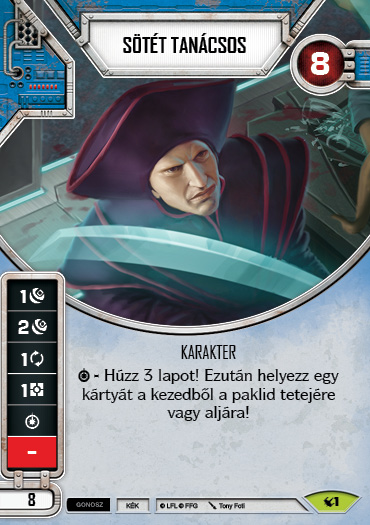 SÖTÉT TANÁCSOS
8
1
2
1
1
-
KARAKTER
- Húzz 3 lapot! Ezután helyezz egy
kártyát a kezedből a paklid tetejére
vagy aljára!
8
GONOSZ
KÉK
© LFL © FFG
Tony Foti
1